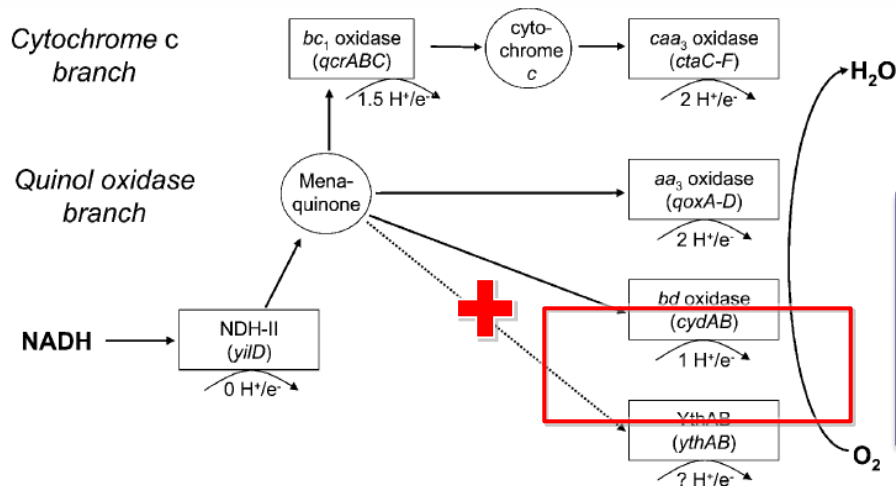 Cytochrome c
branch
bc₁ oxidase
(qcrABC)
1.5 H⁺/e⁻
cyto-
chrome
c
caa₃ oxidase
(ctaC-F)
2 H⁺/e⁻
H₂O
Quinol oxidase
branch
Mena-
quinone
aa₃ oxidase
(qoxA-D)
2 H⁺/e⁻
bd oxidase
(cydAB)
1 H⁺/e⁻
NADH
NDH-II
(yilD)
0 H⁺/e⁻
YthAB
(ythAB)
? H⁺/e⁻
O₂